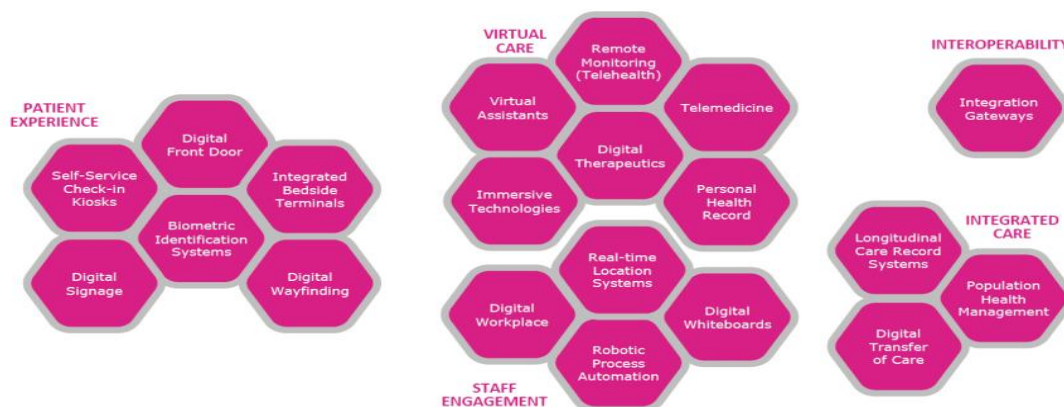 PATIENT
EXPERIENCE
Digital
Front Door
Self-Service
Check-in
Kiosks
Integrated
Bedside
Terminals
Biometric
Identification
Systems
Digital
Signage
Digital
Wayfinding
VIRTUAL
CARE
Remote
Monitoring
(Telehealth)
Virtual
Assistants
Telemedicine
Digital
Therapeutics
Immersive
Technologies
Personal
Health
Record
Real-time
Location
Systems
Digital
Workplace
Digital
Whiteboards
Robotic
Process
Automation
STAFF
ENGAGEMENT
INTEROPERABILITY
Integration
Gateways
INTEGRATED
CARE
Longitudinal
Care Record
Systems
Population
Health
Management
Digital
Transfer
of Care